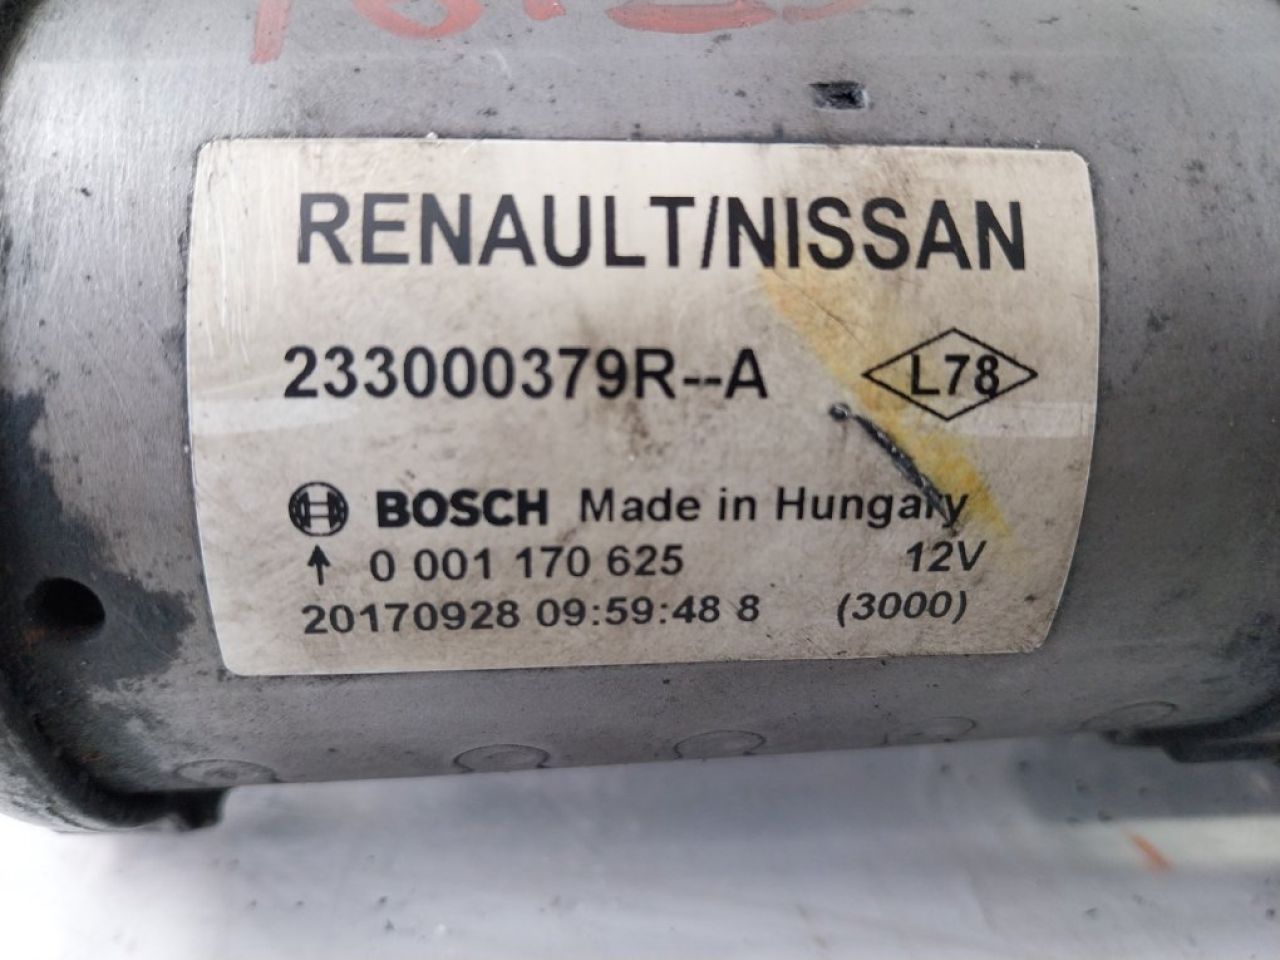 RENAULT/NISSAN
233000379R--A L78
BOSCH Made in Hungary
0 001 170 625 12V
20170928 09:59:48 8 (3000)